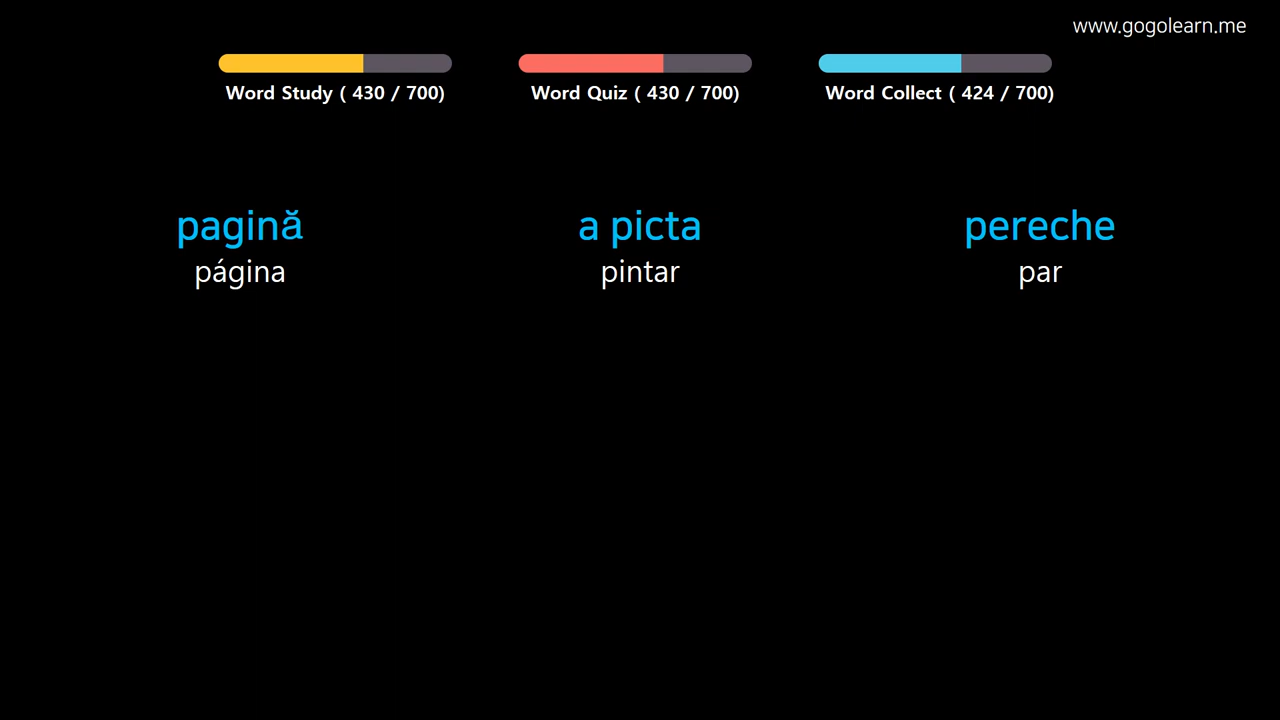 www.gogolearn.me
Word Study ( 430 / 700)
Word Quiz ( 430 / 700)
Word Collect ( 424 / 700)
pagină
página
a picta
pintar
pereche
par